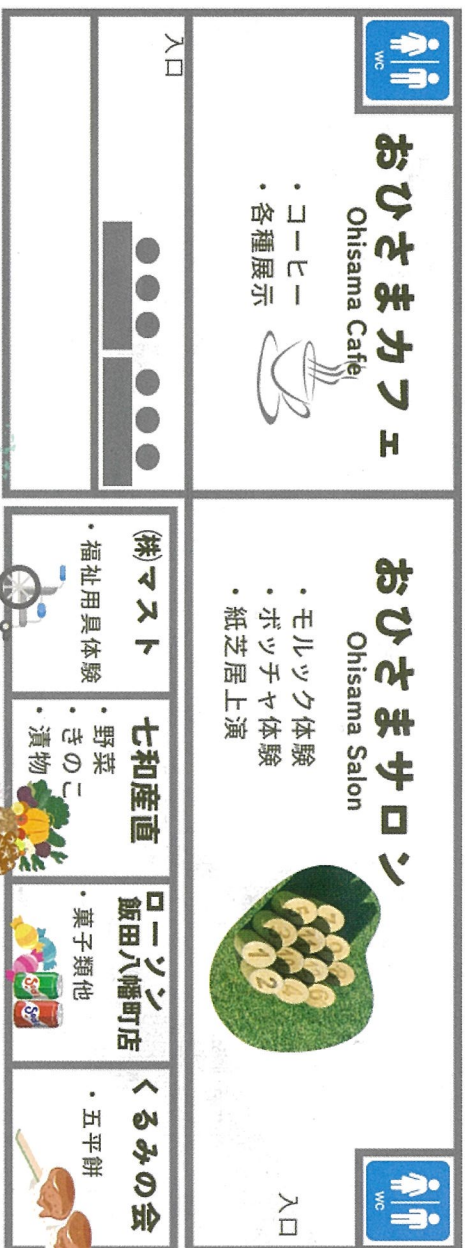 WC
おひさまカフェ
Ohisama Cafe
・コーヒー
・各種展示
入口
おひさまサロン
Ohisama Salon
・モルック体験
・ボッチャ体験
・紙芝居上演
入口
WC
㈱マスト
・福祉用具体験
七和産直
・野菜
・きのこ
・漬物
ローソン
飯田八幡町店
・菓子類他
くるみの会
・五平餅